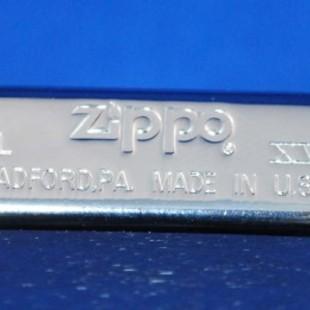 L Zippo® XV
ADFORD,PA. MADE IN U.S